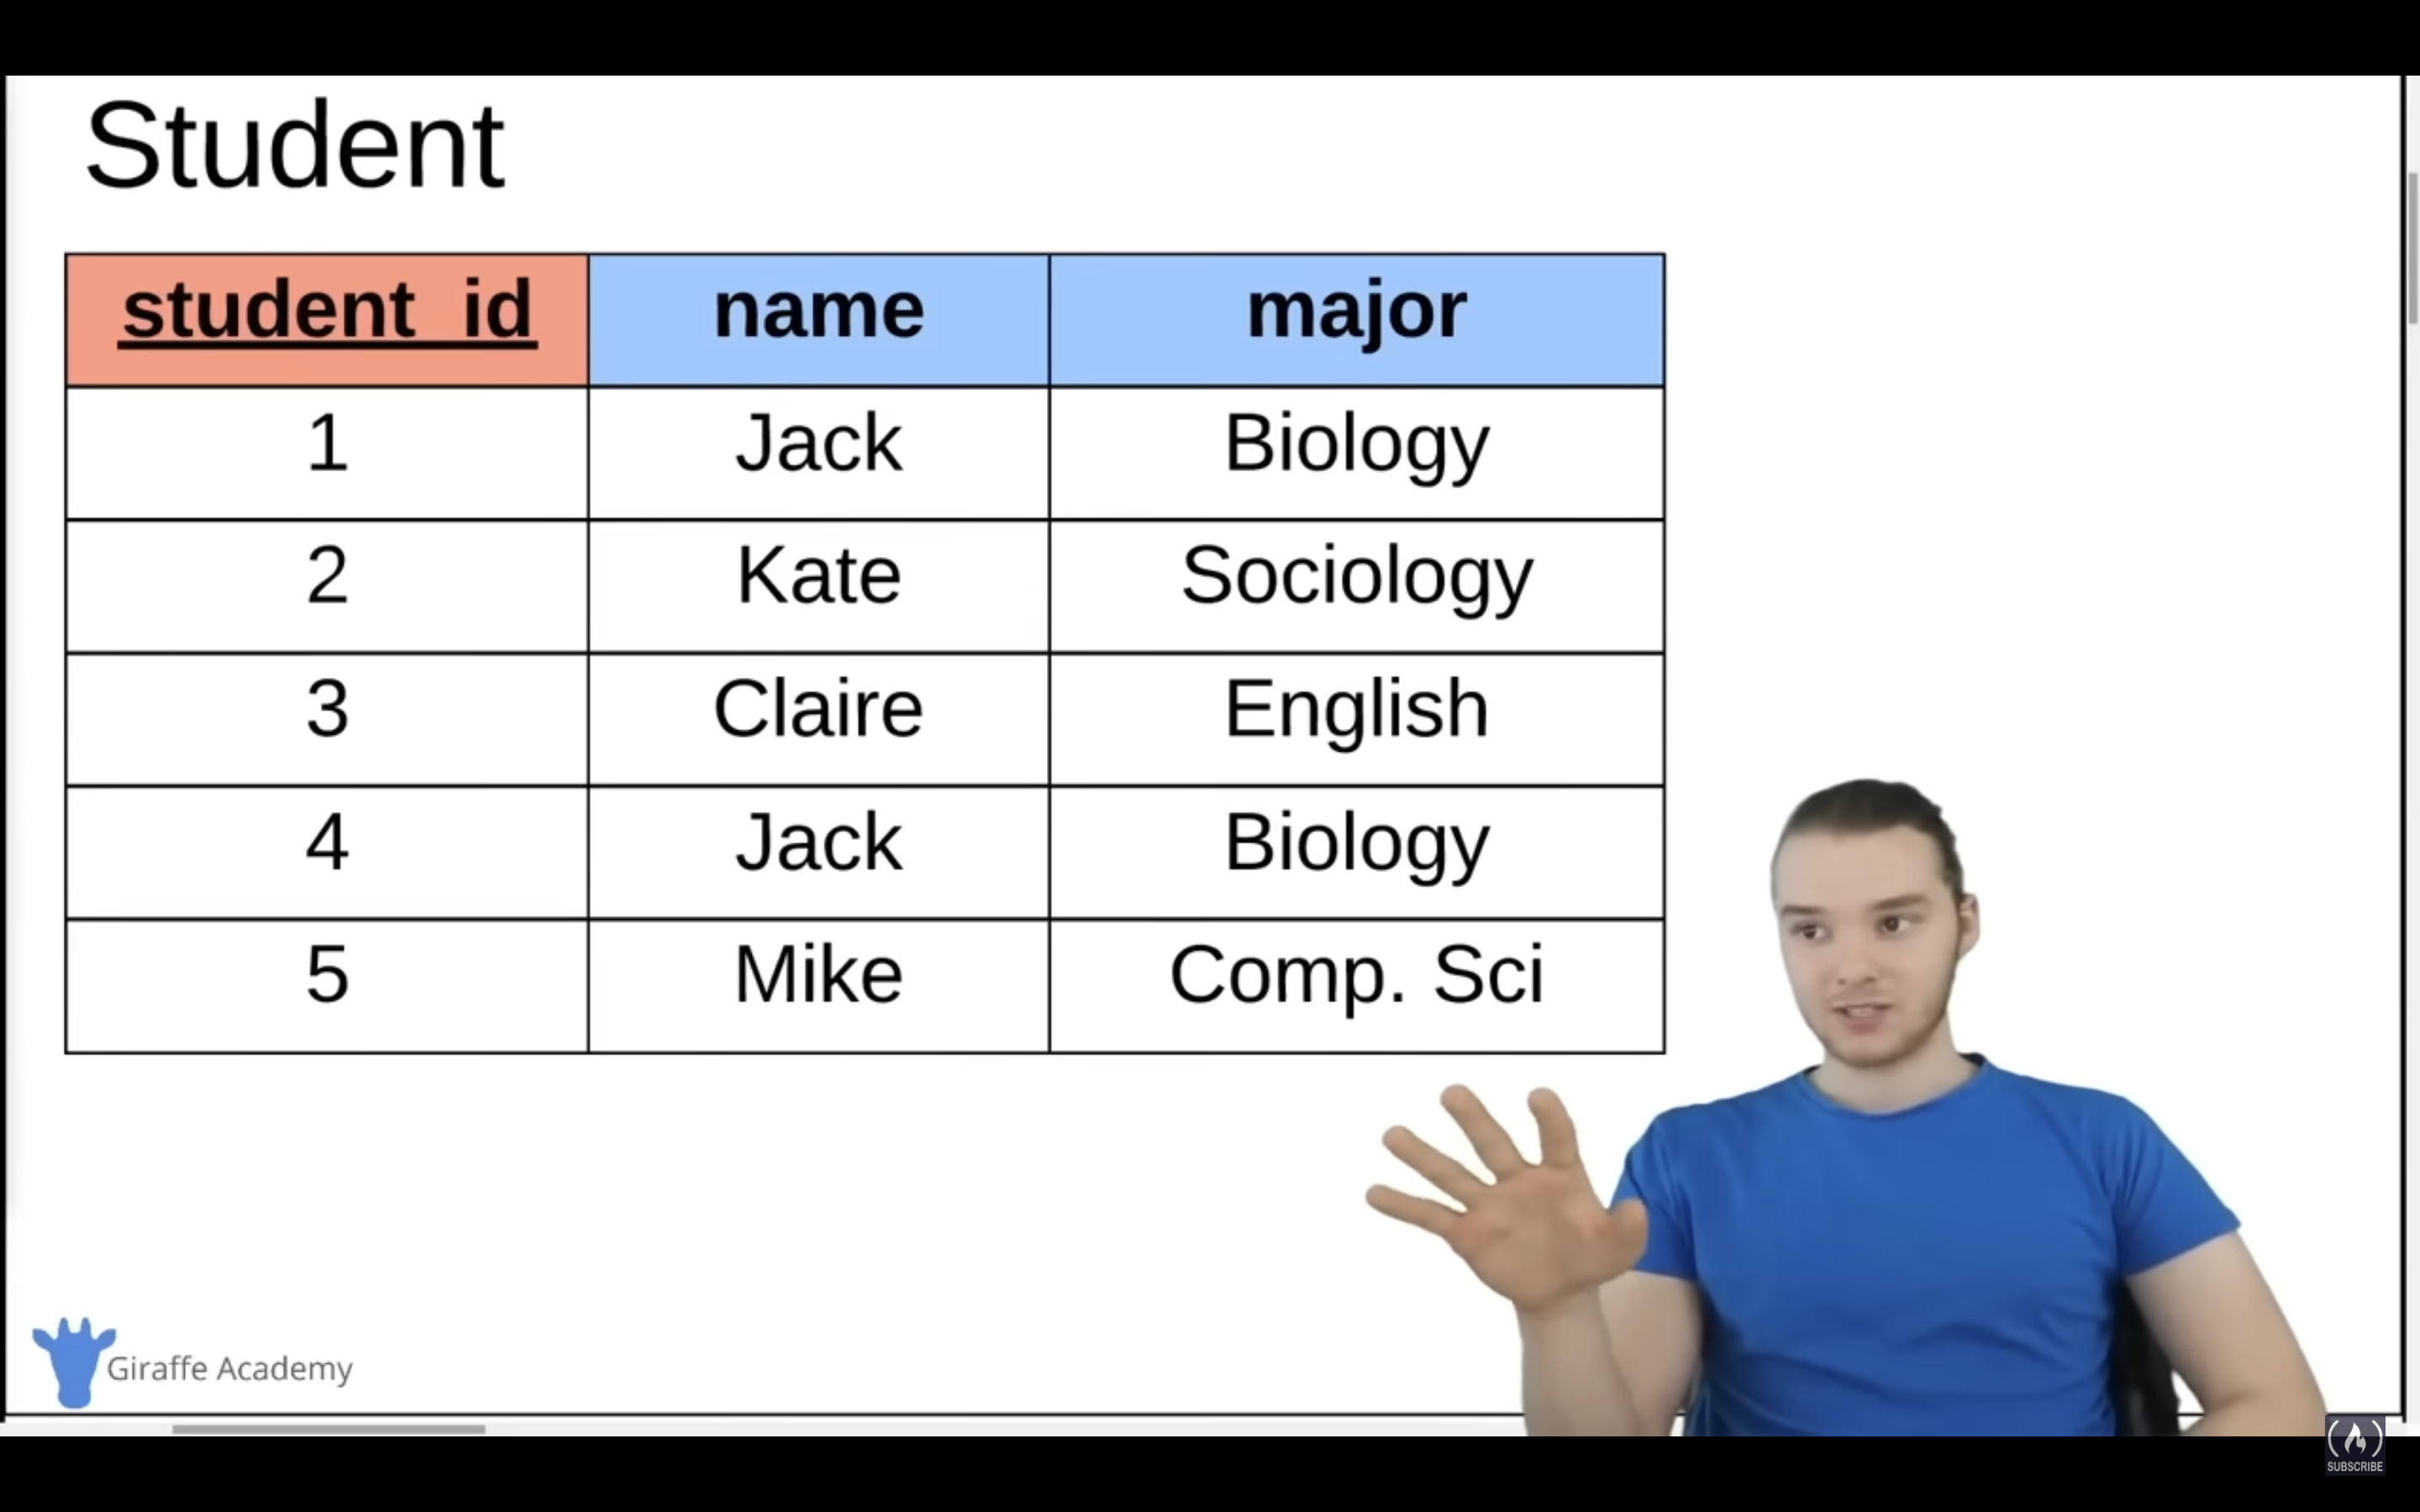 Student
student_id name major
1 Jack Biology
2 Kate Sociology
3 Claire English
4 Jack Biology
5 Mike Comp. Sci
Giraffe Academy
SUBSCRIBE